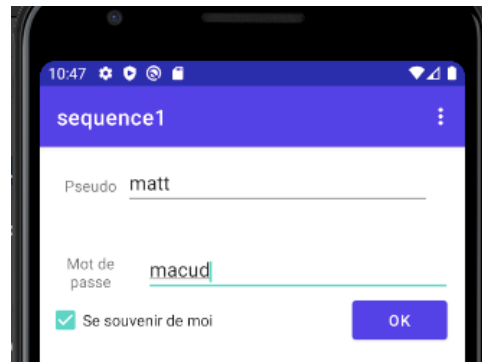 10:47
sequence1
Pseudo matt
Mot de
passe
macud
Se souvenir de moi
OK